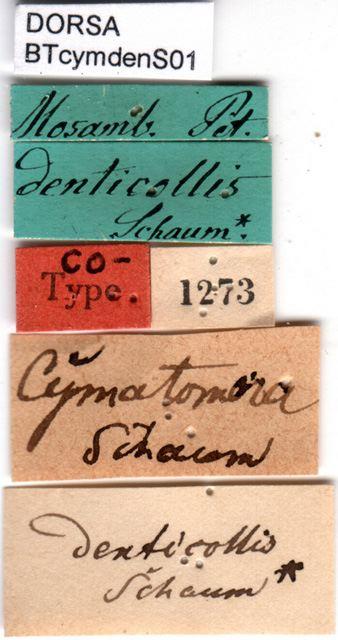 DORSA
BTcymdenS01
Mosamb. Pet.
denticollis
Schaum*.
co-
Type. 1273
Cymatomera
Schaum
denticollis
Schaum *